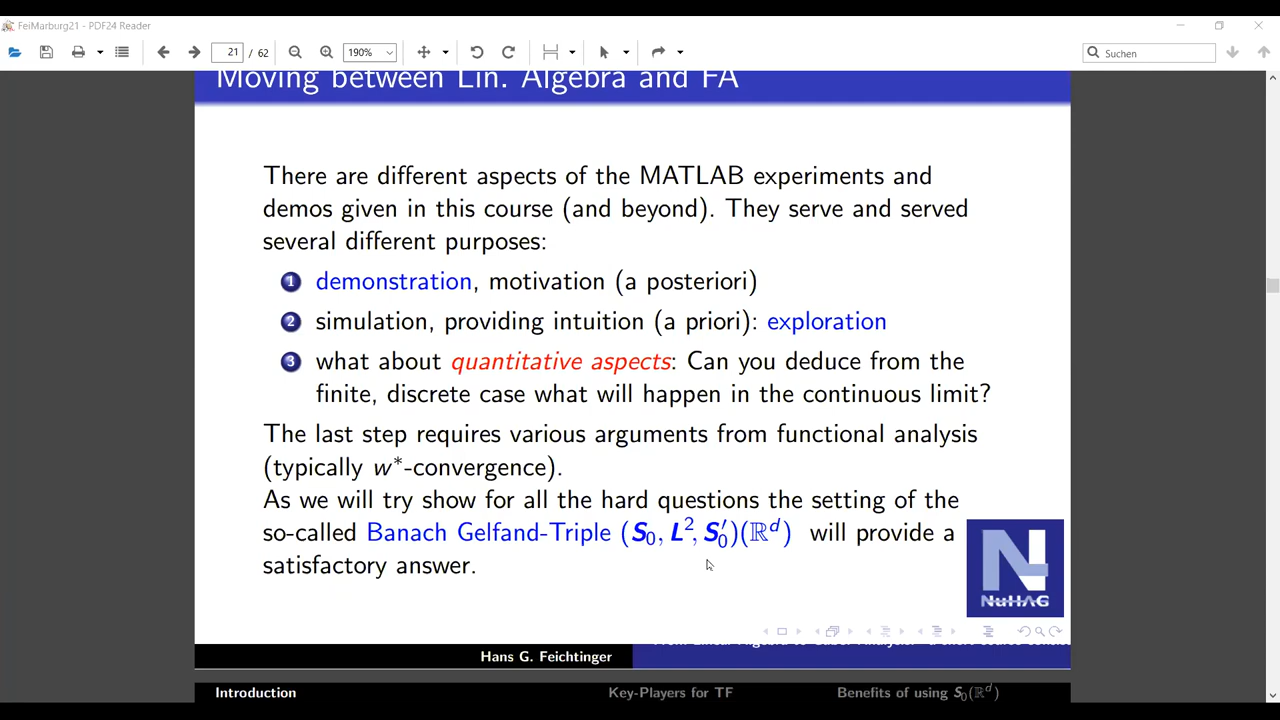 FeiMarburg21 - PDF24 Reader
21 / 62
190%
Suchen
Moving between Lin. Algebra and FA
There are different aspects of the MATLAB experiments and
demos given in this course (and beyond). They serve and served
several different purposes:
1 demonstration, motivation (a posteriori)
2 simulation, providing intuition (a priori): exploration
3 what about quantitative aspects: Can you deduce from the
finite, discrete case what will happen in the continuous limit?
The last step requires various arguments from functional analysis
(typically w*-convergence).
As we will try show for all the hard questions the setting of the
so-called Banach Gelfand-Triple (S₀, L², S₀′)(ℝᵈ) will provide a
satisfactory answer.
NuHAG
Hans G. Feichtinger
Introduction Key-Players for TF Benefits of using S₀(ℝᵈ)